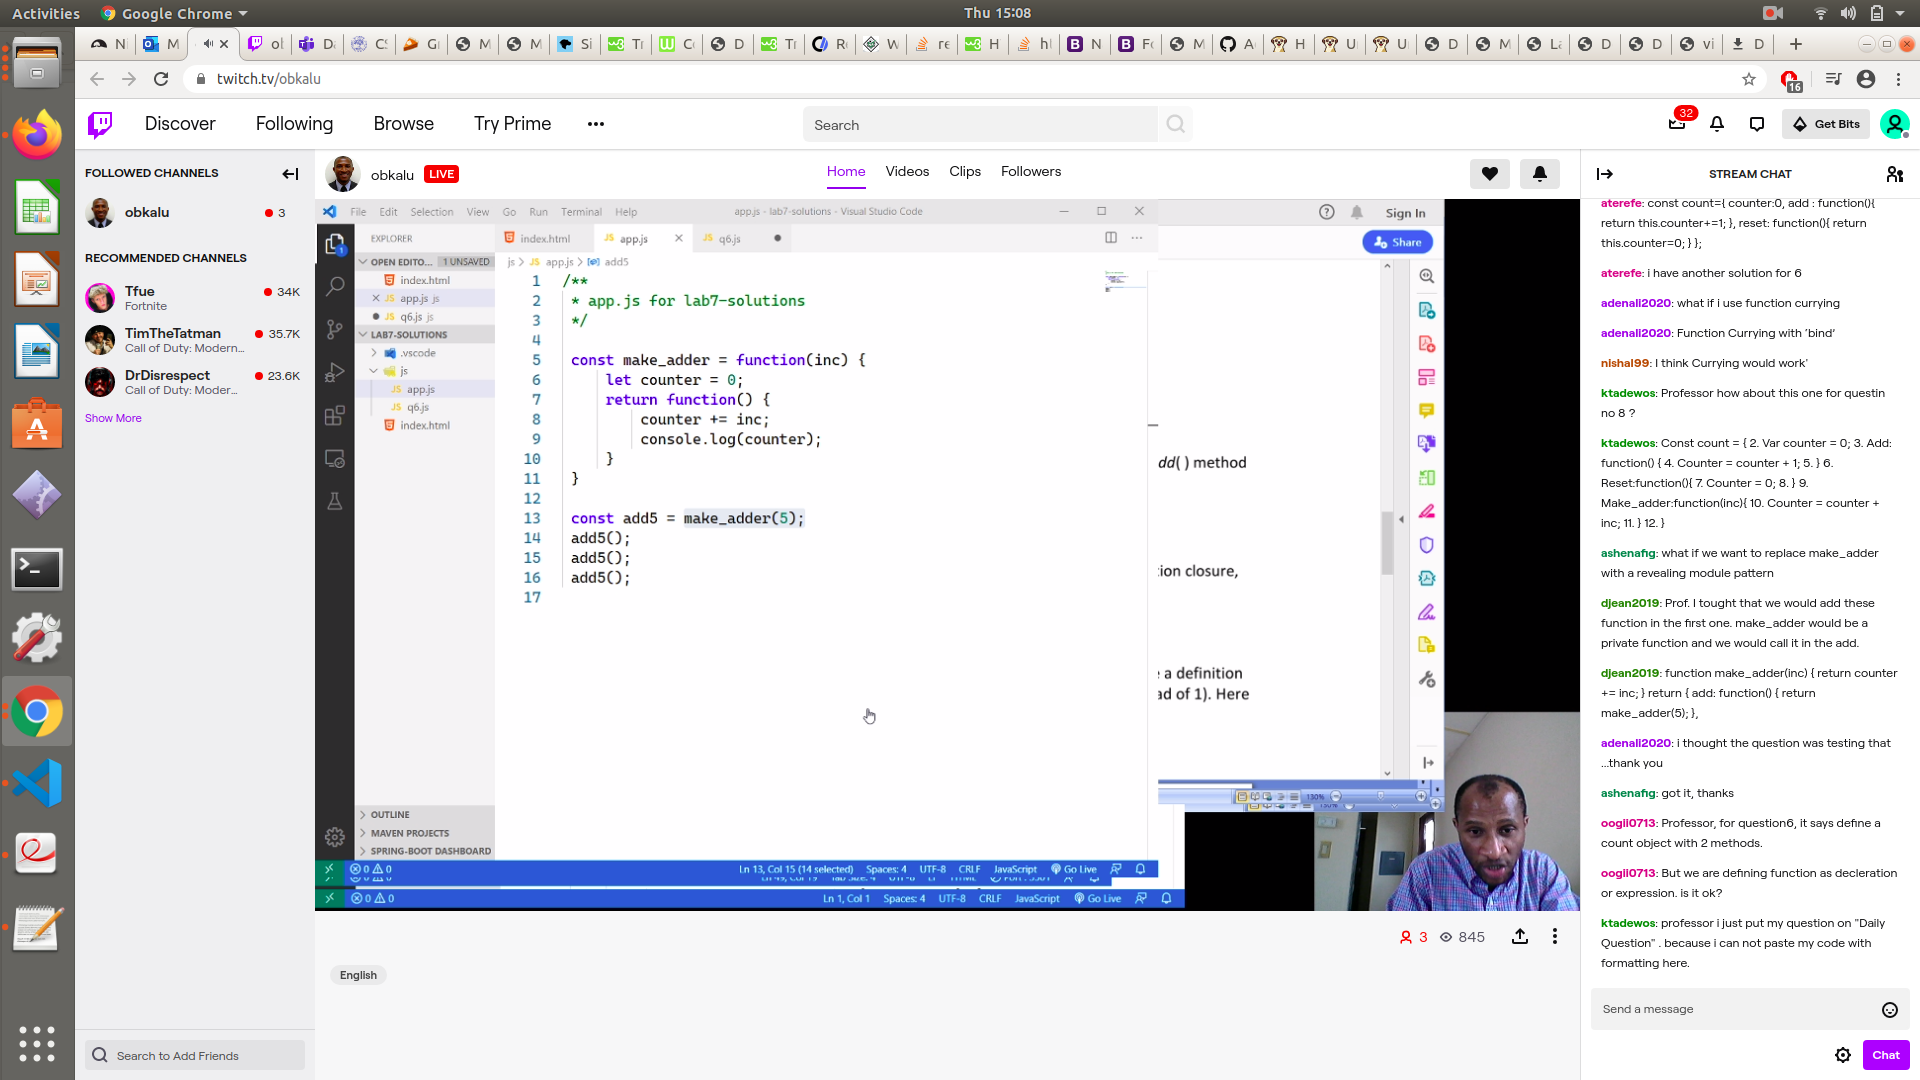 Activities
Google Chrome
Thu 15:08
twitch.tv/obkalu
16
Discover
Following
Browse
Try Prime
Search
32
Get Bits
FOLLOWED CHANNELS
obkalu
3
RECOMMENDED CHANNELS
Tfue
34K
Fortnite
TimTheTatman
35.7K
Call of Duty: Modern...
DrDisrespect
23.6K
Call of Duty: Moder...
Show More
Search to Add Friends
obkalu
LIVE
Home
Videos
Clips
Followers
File Edit Selection View Go Run Terminal Help
app.js - lab7-solutions - Visual Studio Code
EXPLORER
OPEN EDITO...
1 UNSAVED
index.html
app.js js
q6.js js
LAB7-SOLUTIONS
.vscode
js
app.js
q6.js
index.html
OUTLINE
MAVEN PROJECTS
SPRING-BOOT DASHBOARD
index.html
app.js
q6.js
js > JS app.js > add5
1 /**
2 * app.js for lab7-solutions
3 */
4
5 const make_adder = function(inc) {
6 let counter = 0;
7 return function() {
8 counter += inc;
9 console.log(counter);
10 }
11 }
12
13 const add5 = make_adder(5);
14 add5();
15 add5();
16 add5();
17
0 0
Ln 13, Col 15 (14 selected)
Spaces: 4
UTF-8
CRLF
JavaScript
Go Live
0 0
Ln 1, Col 1
Spaces: 4
UTF-8
CRLF
JavaScript
Go Live
Sign In
Share
dd( ) method
ion closure,
a definition
ad of 1). Here
130%
3
845
English
STREAM CHAT
aterefe: const count={ counter:0, add : function(){
return this.counter+=1; }, reset: function(){ return
this.counter=0; } };
aterefe: i have another solution for 6
adenali2020: what if i use function currying
adenali2020: Function Currying with 'bind'
nishal99: I think Currying would work'
ktadewos: Professor how about this one for questin
no 8 ?
ktadewos: Const count = { 2. Var counter = 0; 3. Add:
function() { 4. Counter = counter + 1; 5. } 6.
Reset:function(){ 7. Counter = 0; 8. } 9.
Make_adder:function(inc){ 10. Counter = counter +
inc; 11. } 12. }
ashenafig: what if we want to replace make_adder
with a revealing module pattern
djean2019: Prof. I tought that we would add these
function in the first one. make_adder would be a
private function and we would call it in the add.
djean2019: function make_adder(inc) { return counter
+= inc; } return { add: function() { return
make_adder(5); },
adenali2020: i thought the question was testing that
...thank you
ashenafig: got it, thanks
oogii0713: Professor, for question6, it says define a
count object with 2 methods.
oogii0713: But we are defining function as decleration
or expression. is it ok?
ktadewos: professor i just put my question on "Daily
Question" . because i can not paste my code with
formatting here.
Send a message
Chat